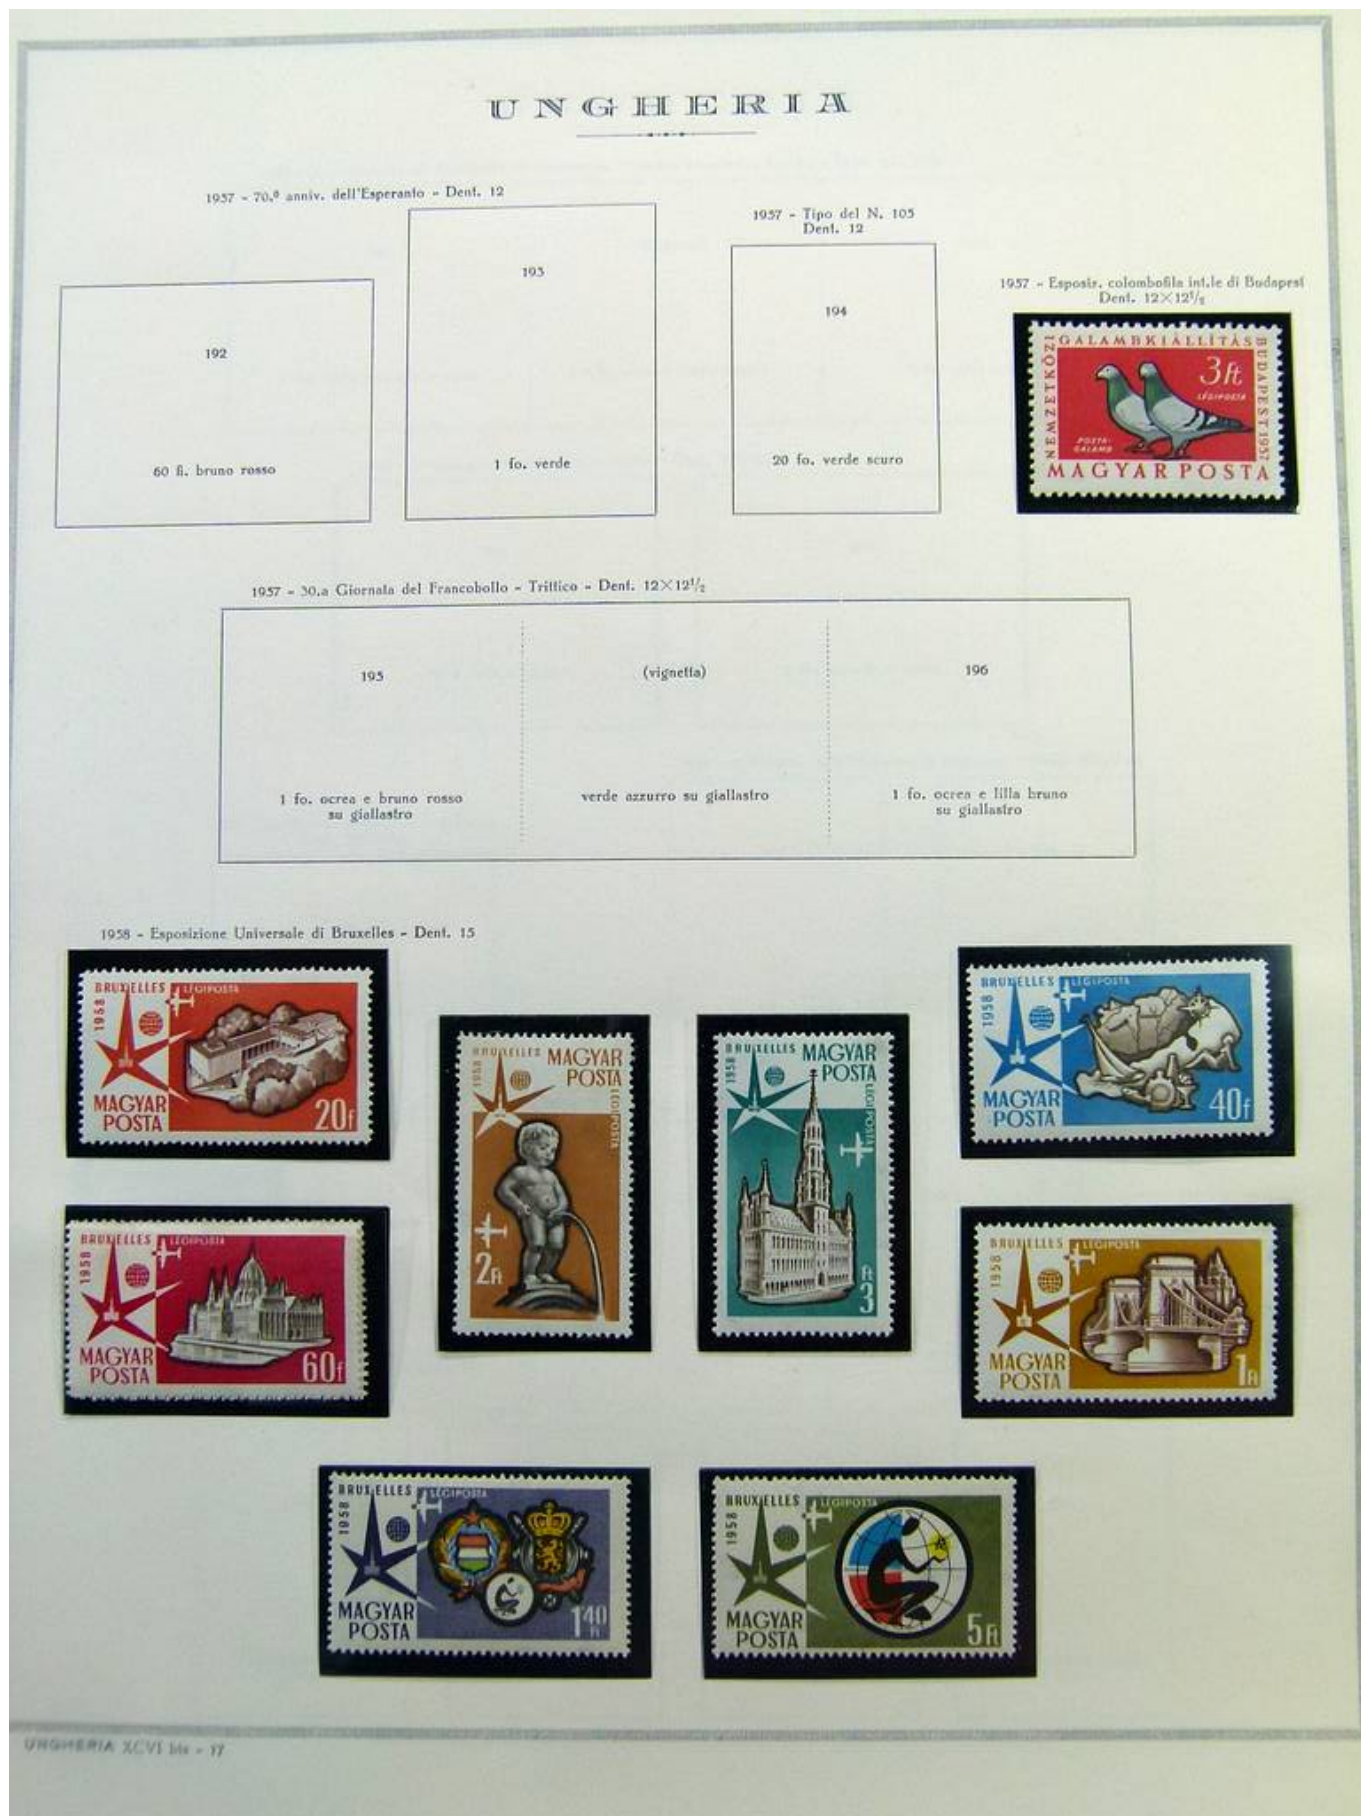 UNGHERIA
1957 - 70.º anniv. dell'Esperanto - Dent. 12
192
60 fi. bruno rosso
193
1 fo. verde
1957 - Tipo del N. 105
Dent. 12
194
20 fo. verde scuro
1957 - Esposiz. colombofila int.le di Budapest
Dent. 12×12½
NEMZETKÖZI
GALAMBKIÁLLÍTÁS
BUDAPEST 1957
3 ft
LÉGIPOSTA
POSTA-
GALAMB
MAGYAR POSTA
1957 - 30.a Giornata del Francobollo - Trittico - Dent. 12×12½
195
1 fo. ocrea e bruno rosso
su giallastro
(vignetta)
verde azzurro su giallastro
196
1 fo. ocrea e lilla bruno
su giallastro
1958 - Esposizione Universale di Bruxelles - Dent. 15
BRUXELLES
1958
LÉGIPOSTA
MAGYAR
POSTA
20f
BRUXELLES
1958
MAGYAR
POSTA
LÉGIPOSTA
2 Ft
BRUXELLES
1958
MAGYAR
POSTA
LÉGIPOSTA
Ft
3
BRUXELLES
1958
LÉGIPOSTA
MAGYAR
POSTA
40f
BRUXELLES
1958
LÉGIPOSTA
MAGYAR
POSTA
60f
BRUXELLES
1958
LÉGIPOSTA
MAGYAR
POSTA
1 Ft
BRUXELLES
1958
LÉGIPOSTA
MAGYAR
POSTA
1'40
Ft
BRUXELLES
1958
LÉGIPOSTA
MAGYAR
POSTA
5 Ft
UNGHERIA XCVI bis - 17